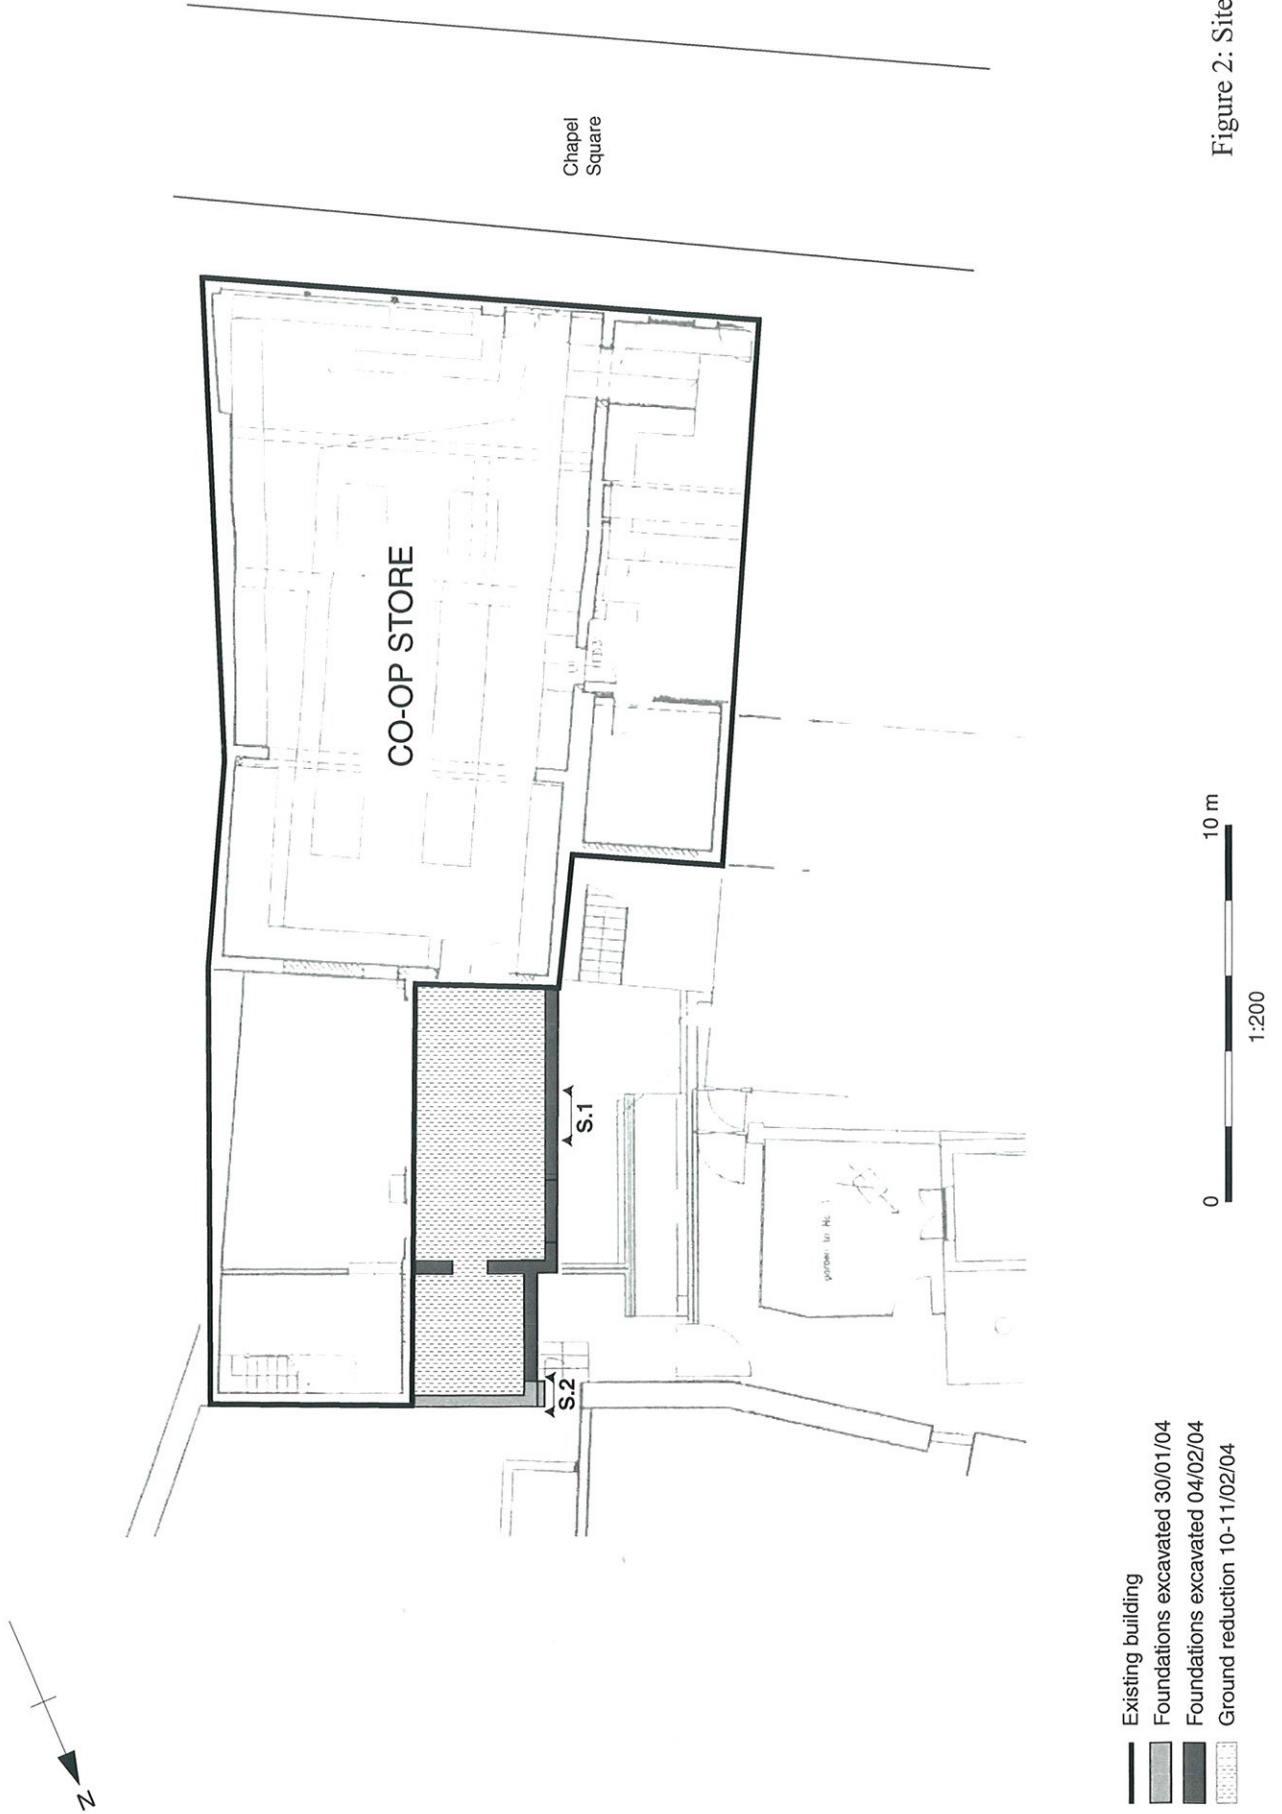 Chapel
Square
CO-OP STORE
S.1
S.2
N
Existing building
Foundations excavated 30/01/04
Foundations excavated 04/02/04
Ground reduction 10-11/02/04
0
10 m
1:200
Figure 2: Site